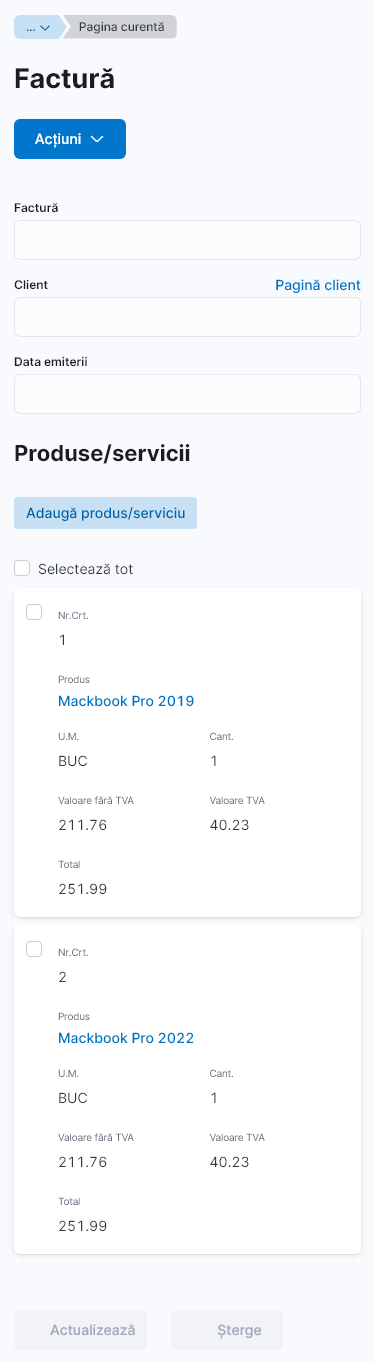 ... Pagina curentă
Factură
Acțiuni
Factură
Client Pagină client
Data emiterii
Produse/servicii
Adaugă produs/serviciu
Selectează tot
Nr.Crt.
1
Produs
Mackbook Pro 2019
U.M. Cant.
BUC 1
Valoare fără TVA Valoare TVA
211.76 40.23
Total
251.99
Nr.Crt.
2
Produs
Mackbook Pro 2022
U.M. Cant.
BUC 1
Valoare fără TVA Valoare TVA
211.76 40.23
Total
251.99
Actualizează Șterge